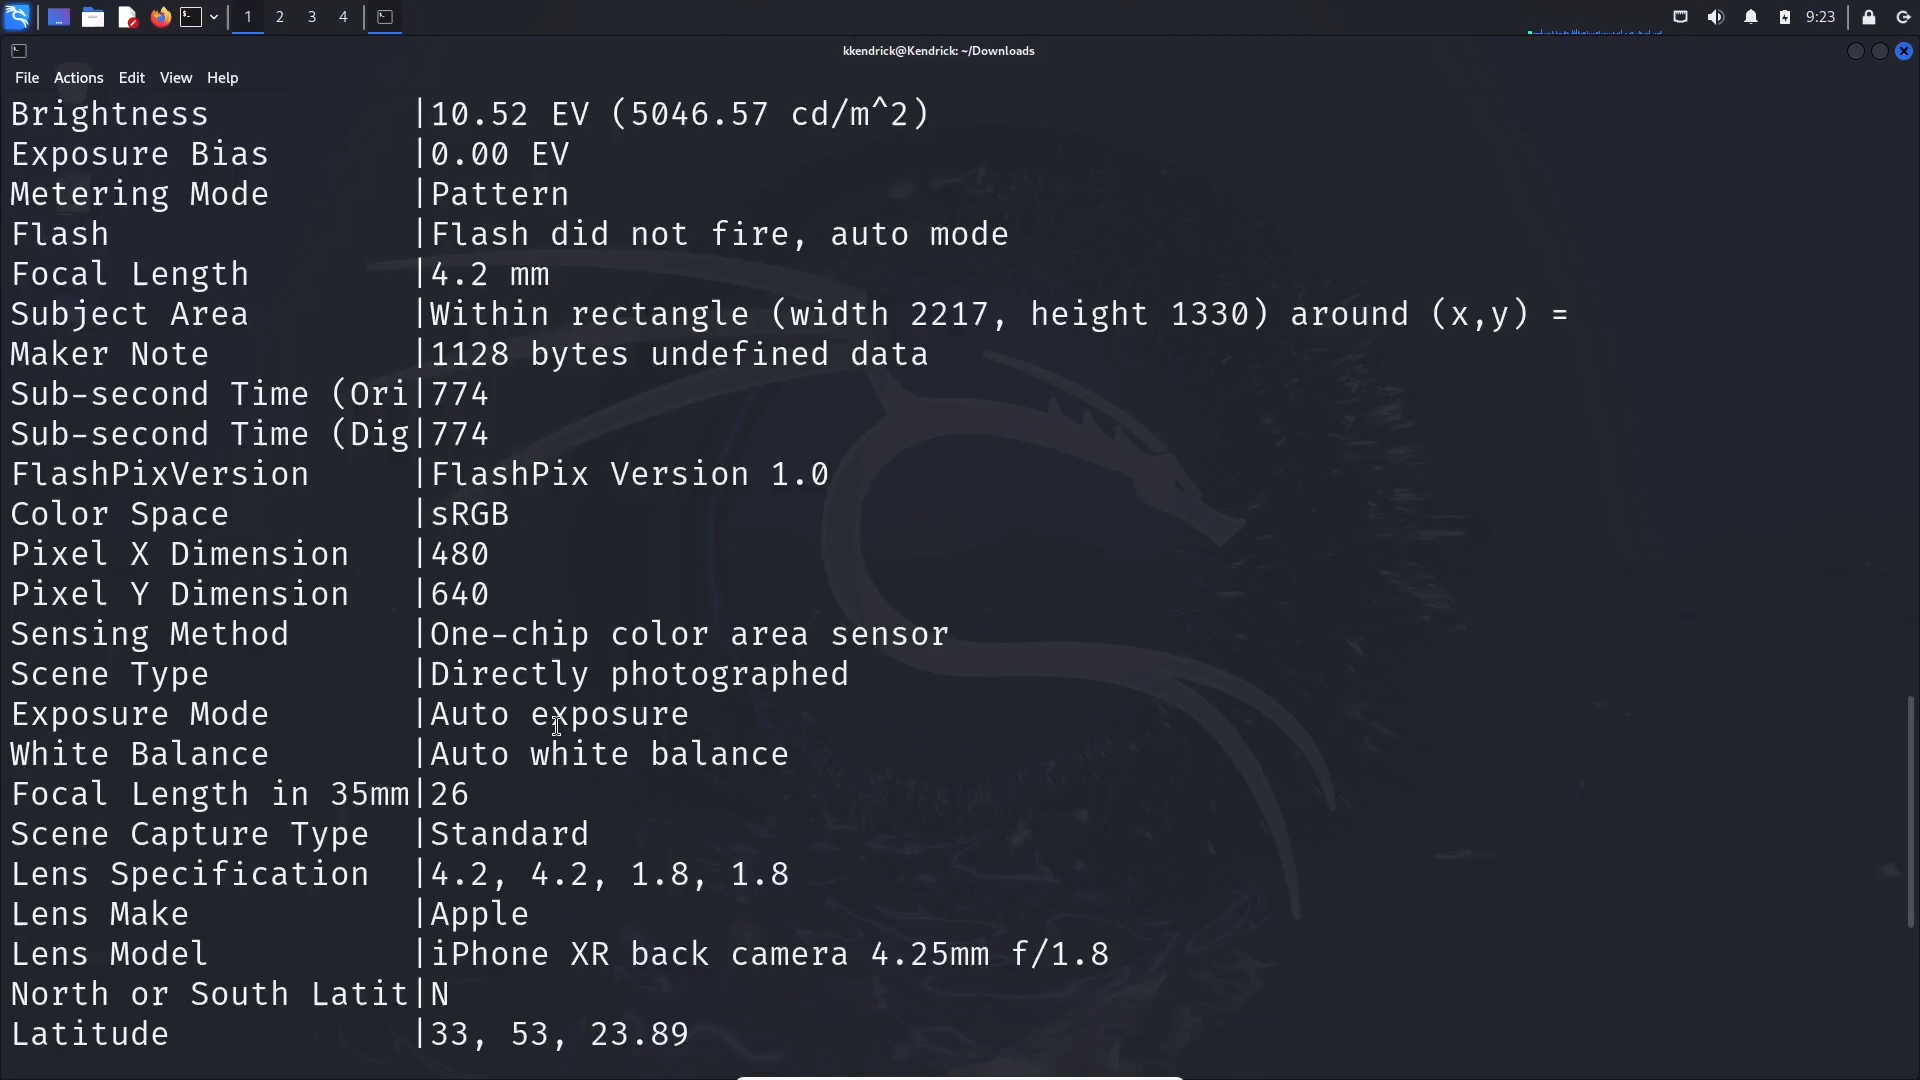 1 2 3 4 9:23
kkendrick@Kendrick: ~/Downloads
File Actions Edit View Help
Brightness |10.52 EV (5046.57 cd/m^2)
Exposure Bias |0.00 EV
Metering Mode |Pattern
Flash |Flash did not fire, auto mode
Focal Length |4.2 mm
Subject Area |Within rectangle (width 2217, height 1330) around (x,y) =
Maker Note |1128 bytes undefined data
Sub-second Time (Ori|774
Sub-second Time (Dig|774
FlashPixVersion |FlashPix Version 1.0
Color Space |sRGB
Pixel X Dimension |480
Pixel Y Dimension |640
Sensing Method |One-chip color area sensor
Scene Type |Directly photographed
Exposure Mode |Auto exposure
White Balance |Auto white balance
Focal Length in 35mm|26
Scene Capture Type |Standard
Lens Specification |4.2, 4.2, 1.8, 1.8
Lens Make |Apple
Lens Model |iPhone XR back camera 4.25mm f/1.8
North or South Latit|N
Latitude |33, 53, 23.89